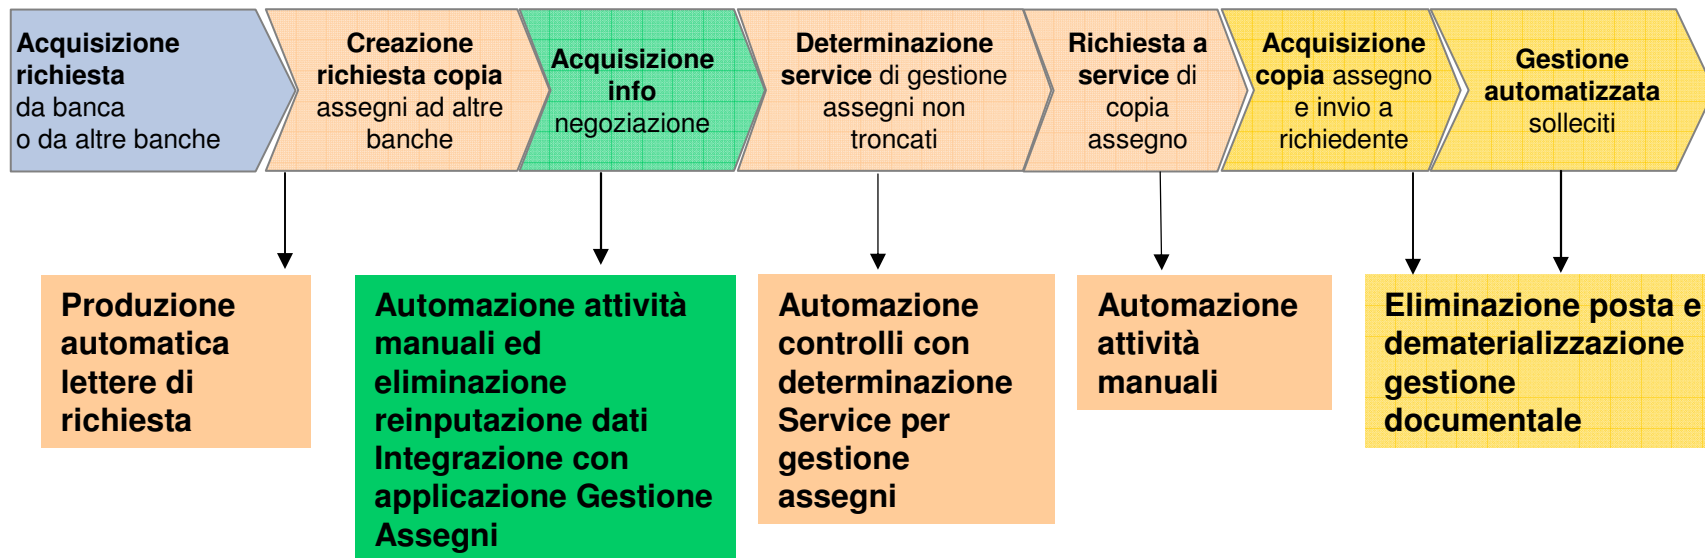 Acquisizione
richiesta
da banca
o da altre banche
Creazione
richiesta copia
assegni ad altre
banche
Acquisizione
info
negoziazione
Determinazione
service di gestione
assegni non
troncati
Richiesta a
service di
copia
assegno
Acquisizione
copia assegno
e invio a
richiedente
Gestione
automatizzata
solleciti
Produzione
automatica
lettere di
richiesta
Automazione attività
manuali ed
eliminazione
reinputazione dati
Integrazione con
applicazione Gestione
Assegni
Automazione
controlli con
determinazione
Service per
gestione
assegni
Automazione
attività
manuali
Eliminazione posta e
dematerializzazione
gestione
documentale